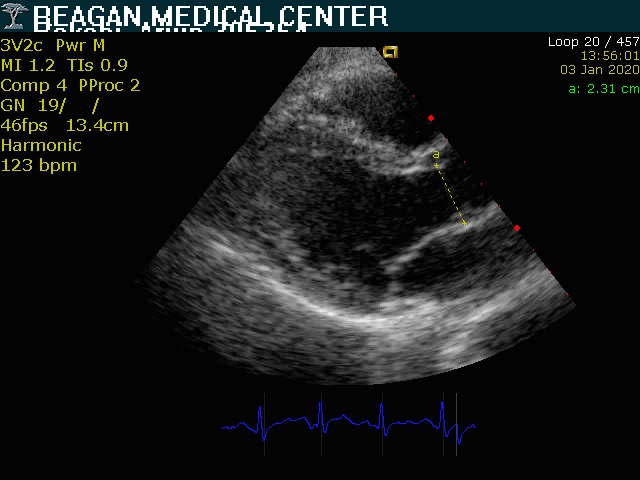 BEAGAN MEDICAL CENTER
3V2c Pwr M
MI 1.2 TIs 0.9
Comp 4 PProc 2
GN 19/ /
46fps 13.4cm
Harmonic
123 bpm
Loop 20 / 457
13:56:01
03 Jan 2020
a: 2.31 cm
a